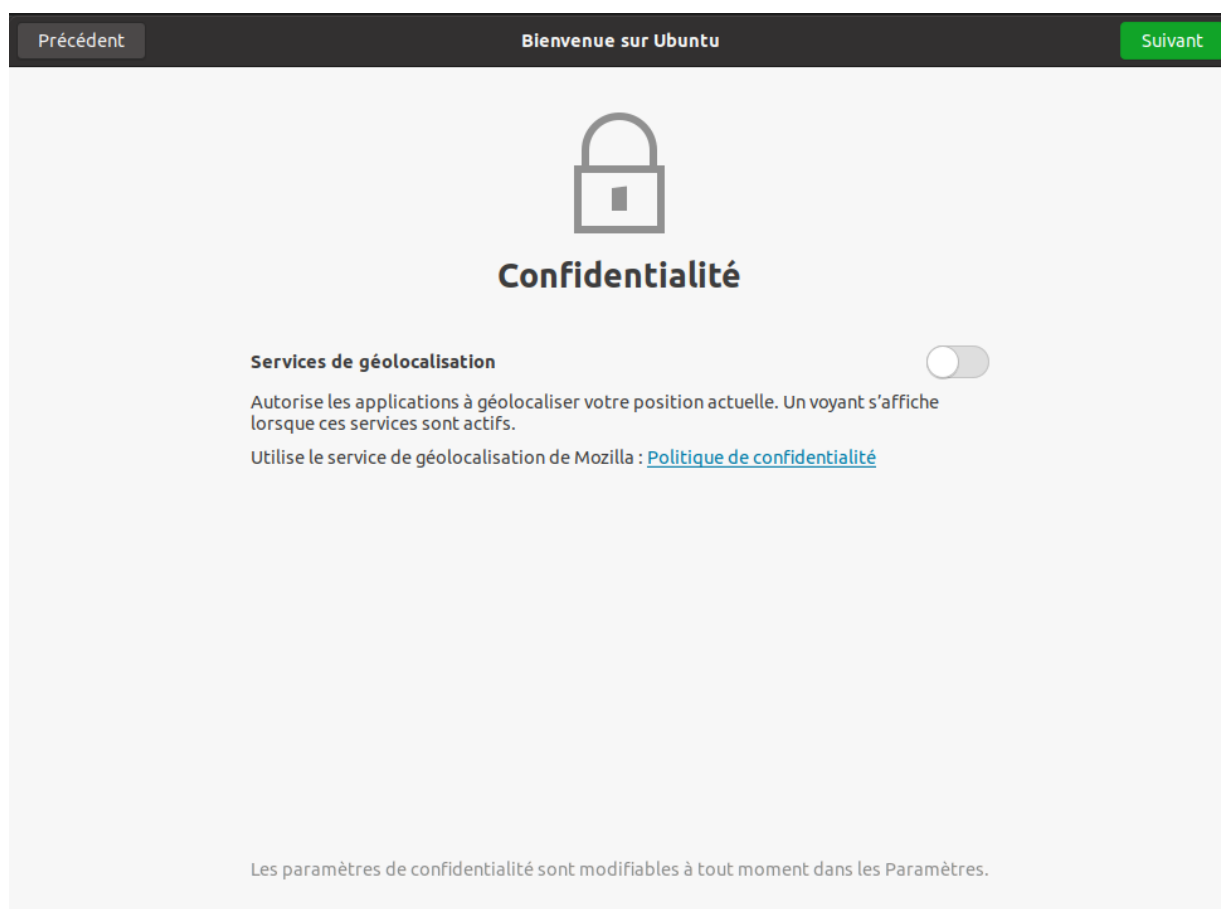 Précédent
Bienvenue sur Ubuntu
Suivant
Confidentialité
Services de géolocalisation
Autorise les applications à géolocaliser votre position actuelle. Un voyant s’affiche
lorsque ces services sont actifs.
Utilise le service de géolocalisation de Mozilla : Politique de confidentialité
Les paramètres de confidentialité sont modifiables à tout moment dans les Paramètres.